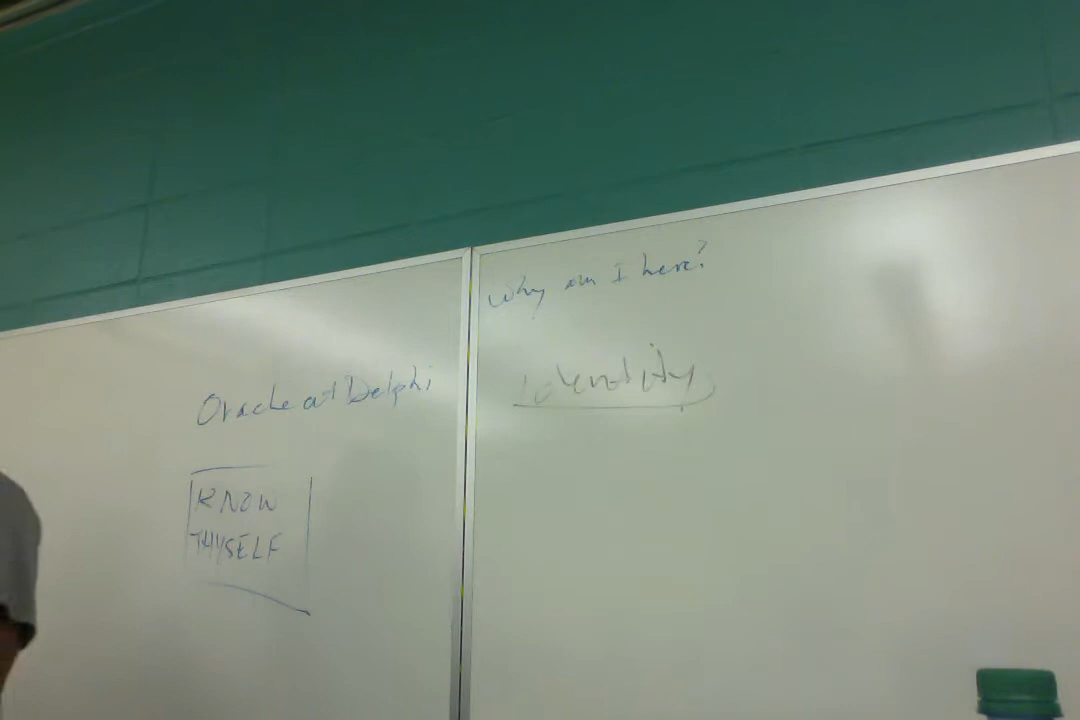 Oracle at Delphi
KNOW
THYSELF
Why am I here?
Identity